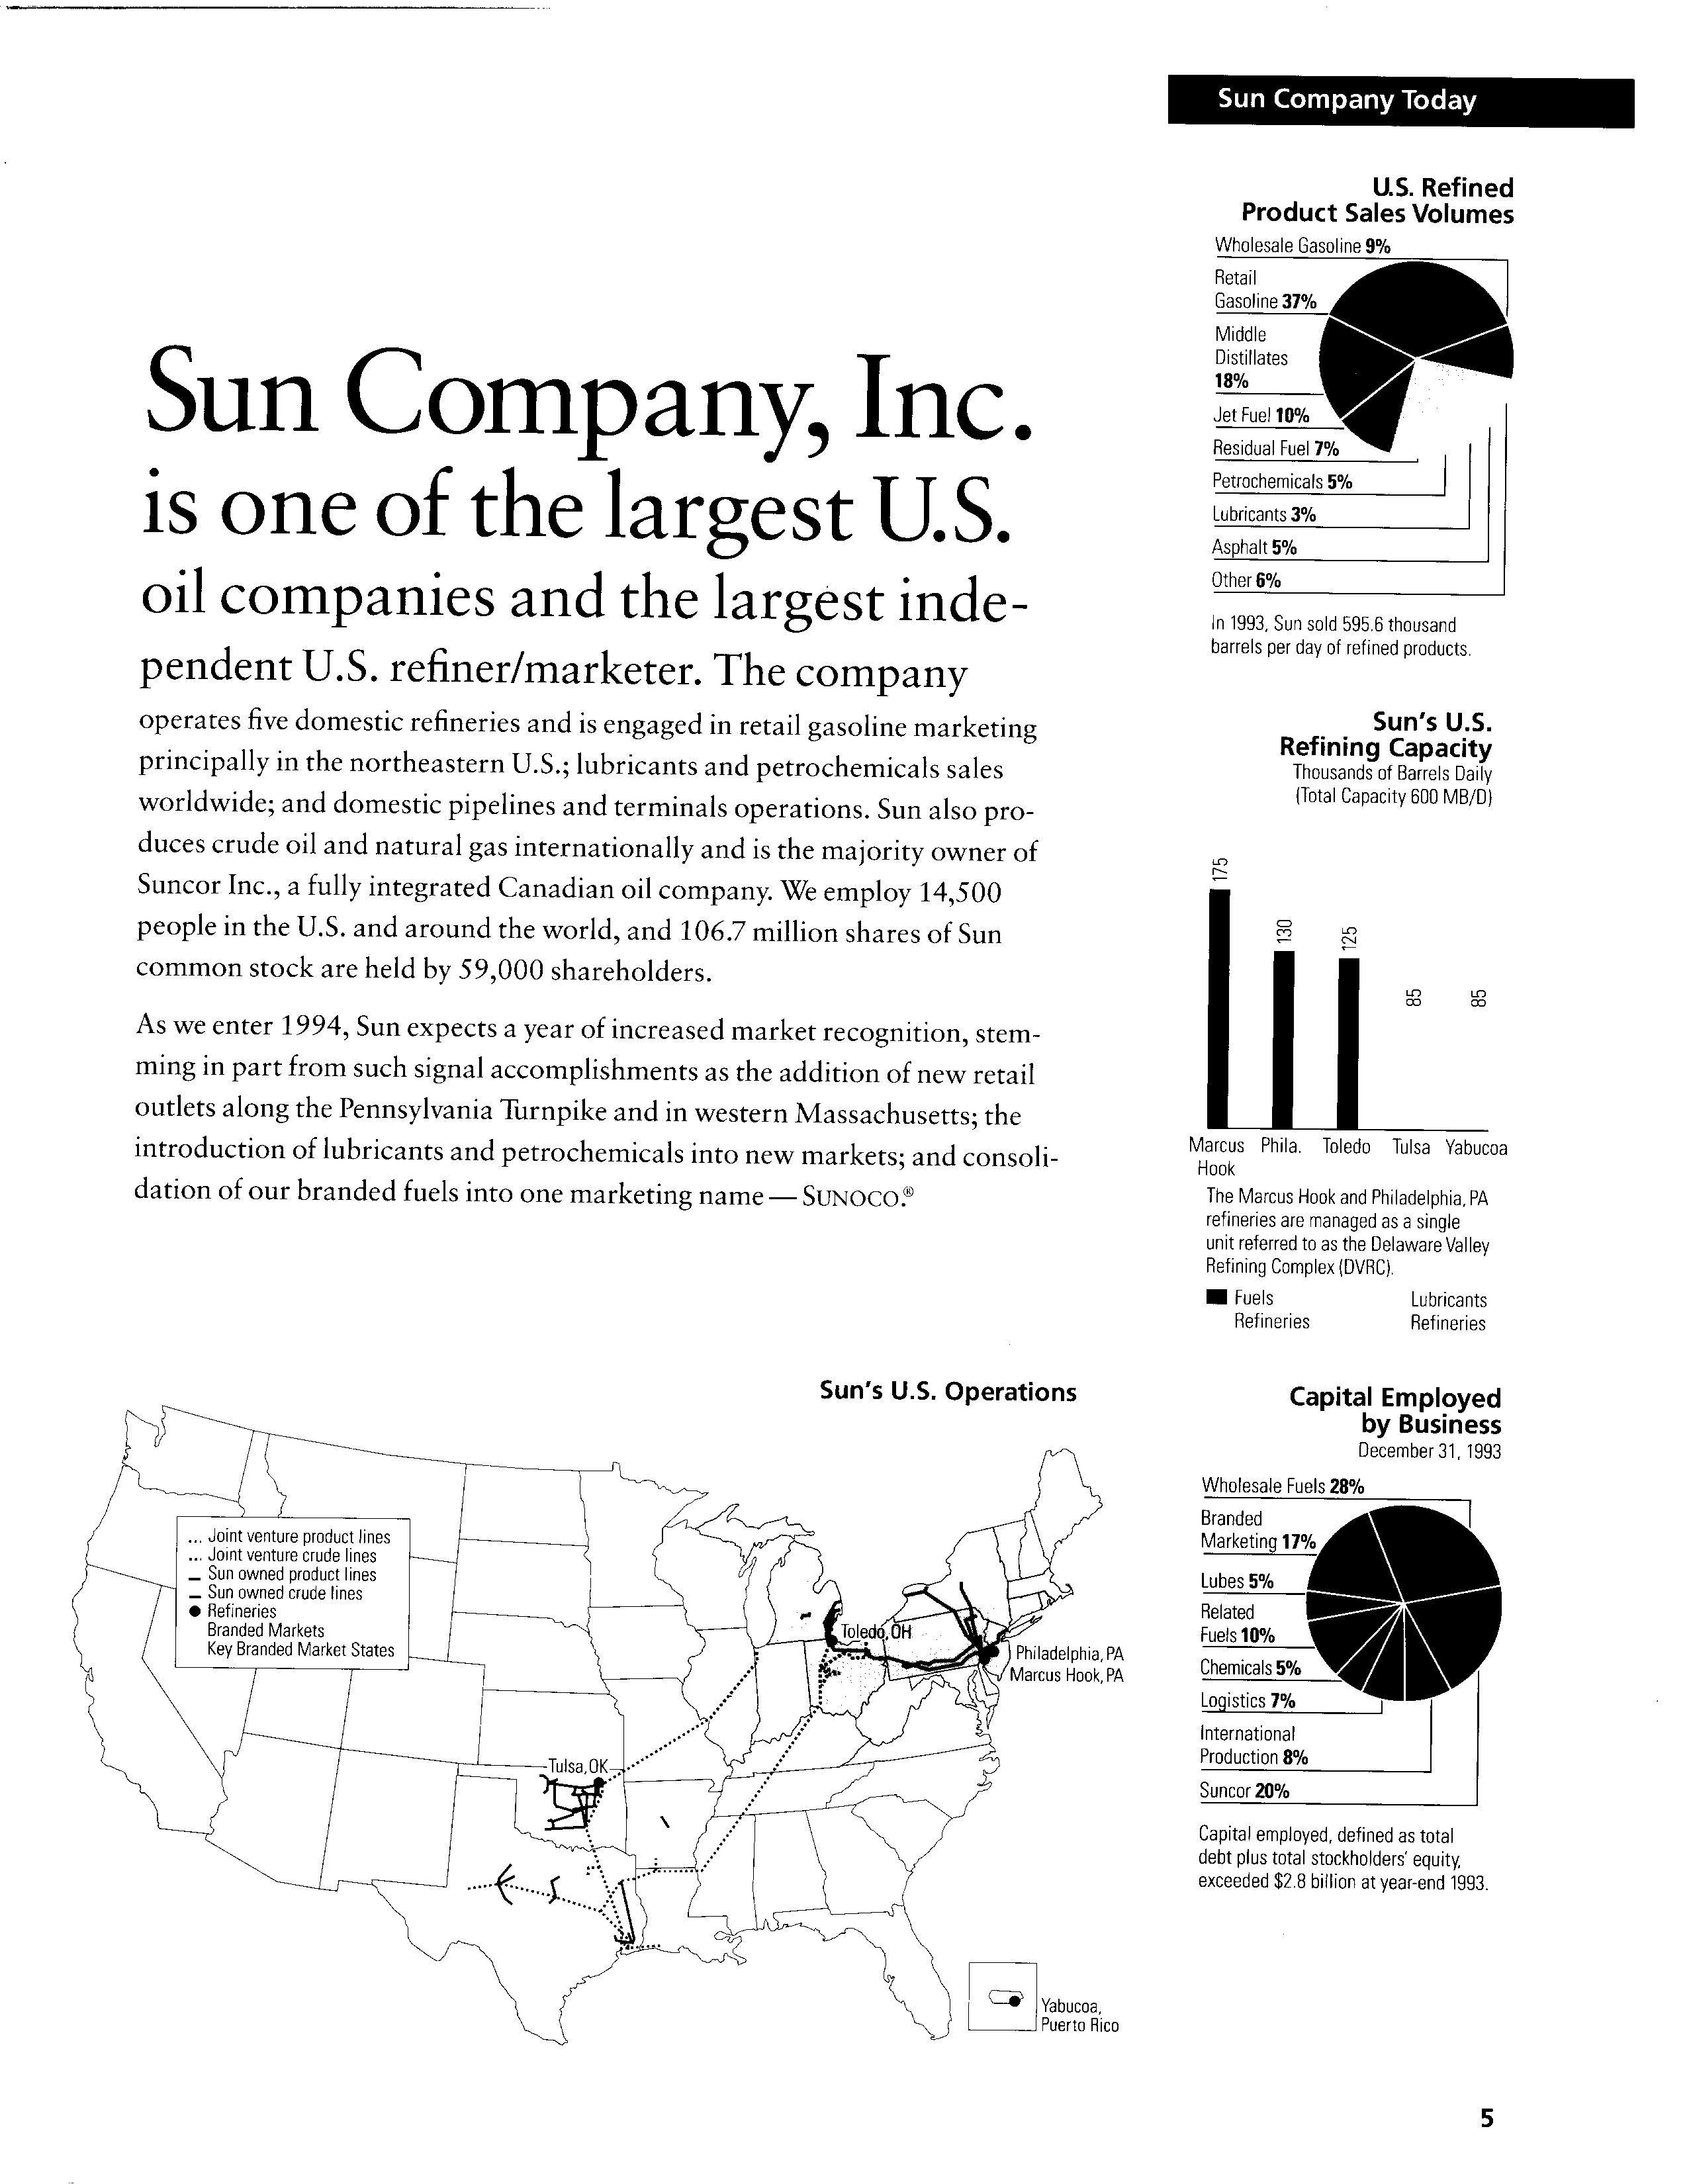 Sun Company Today
Sun Company, Inc.
is one of the largest U.S.
oil companies and the largest inde-
pendent U.S. refiner/marketer. The company
operates five domestic refineries and is engaged in retail gasoline marketing
principally in the northeastern U.S.; lubricants and petrochemicals sales
worldwide; and domestic pipelines and terminals operations. Sun also pro-
duces crude oil and natural gas internationally and is the majority owner of
Suncor Inc., a fully integrated Canadian oil company. We employ 14,500
people in the U.S. and around the world, and 106.7 million shares of Sun
common stock are held by 59,000 shareholders.
As we enter 1994, Sun expects a year of increased market recognition, stem-
ming in part from such signal accomplishments as the addition of new retail
outlets along the Pennsylvania Turnpike and in western Massachusetts; the
introduction of lubricants and petrochemicals into new markets; and consoli-
dation of our branded fuels into one marketing name — SUNOCO.®
U.S. Refined
Product Sales Volumes
Wholesale Gasoline 9%
Retail
Gasoline 37%
Middle
Distillates
18%
Jet Fuel 10%
Residual Fuel 7%
Petrochemicals 5%
Lubricants 3%
Asphalt 5%
Other 6%
In 1993, Sun sold 595.6 thousand
barrels per day of refined products.
Sun's U.S.
Refining Capacity
Thousands of Barrels Daily
(Total Capacity 600 MB/D)
175
130
125
85
85
Marcus Phila. Toledo Tulsa Yabucoa
Hook
The Marcus Hook and Philadelphia, PA
refineries are managed as a single
unit referred to as the Delaware Valley
Refining Complex (DVRC).
Fuels
Refineries
Lubricants
Refineries
Sun's U.S. Operations
... Joint venture product lines
... Joint venture crude lines
Sun owned product lines
Sun owned crude lines
Refineries
Branded Markets
Key Branded Market States
Toledo, OH
Philadelphia, PA
Marcus Hook, PA
Tulsa, OK
Yabucoa,
Puerto Rico
Capital Employed
by Business
December 31, 1993
Wholesale Fuels 28%
Branded
Marketing 17%
Lubes 5%
Related
Fuels 10%
Chemicals 5%
Logistics 7%
International
Production 8%
Suncor 20%
Capital employed, defined as total
debt plus total stockholders' equity,
exceeded $2.8 billion at year-end 1993.
5